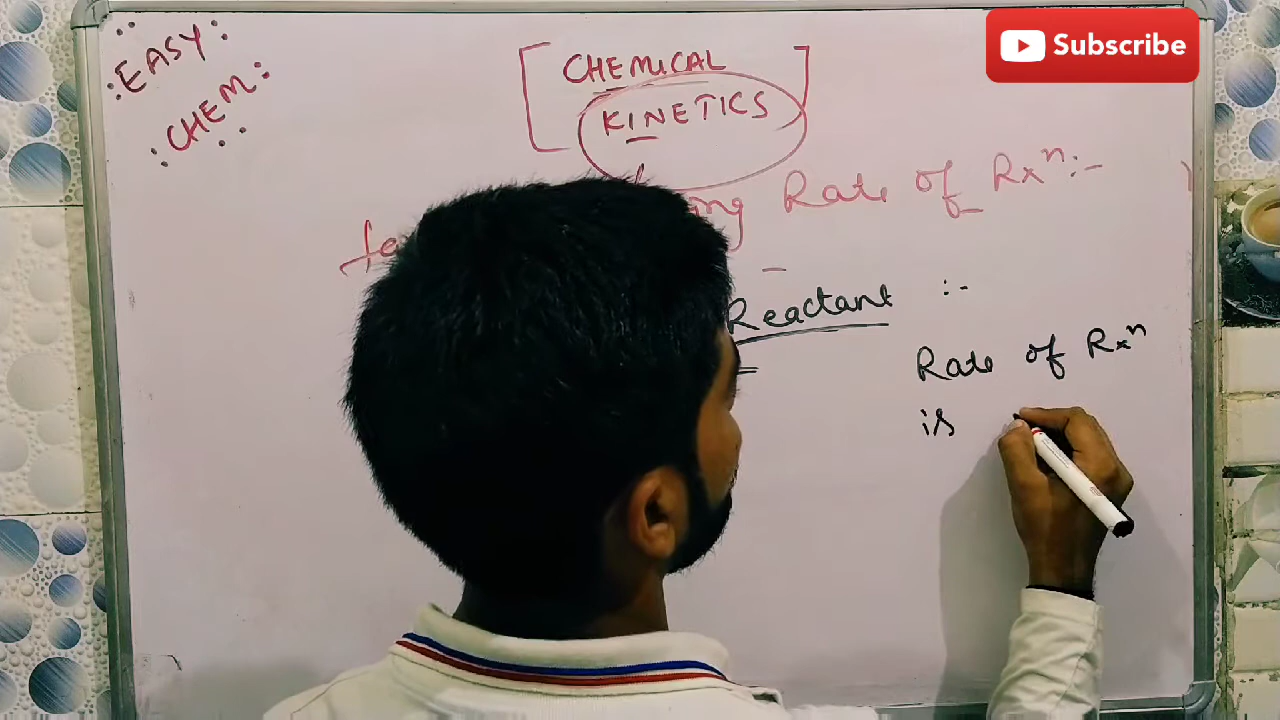 EASY
CHEM
Subscribe
CHEMICAL
KINETICS
Rate of Rxⁿ:-
Reactant :-
Rate of Rxⁿ
is